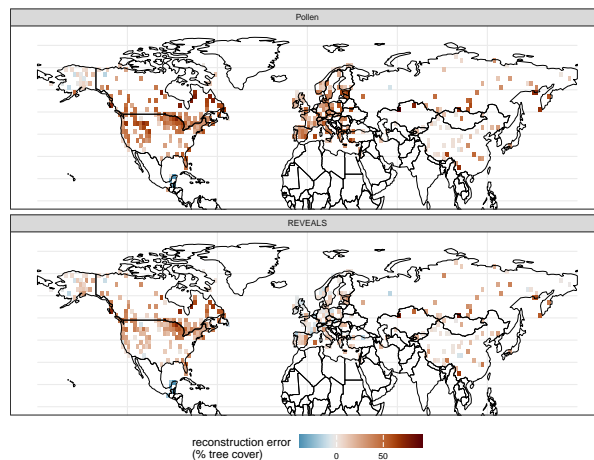 Pollen
REVEALS
reconstruction error
(% tree cover)
0 50